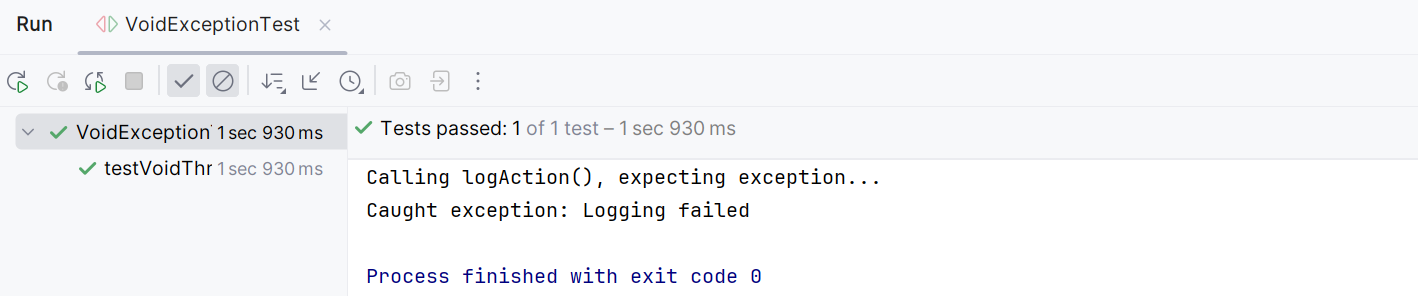 Run VoidExceptionTest
VoidException 1 sec 930 ms
Tests passed: 1 of 1 test – 1 sec 930 ms
testVoidThr 1 sec 930 ms
Calling logAction(), expecting exception...
Caught exception: Logging failed
Process finished with exit code 0